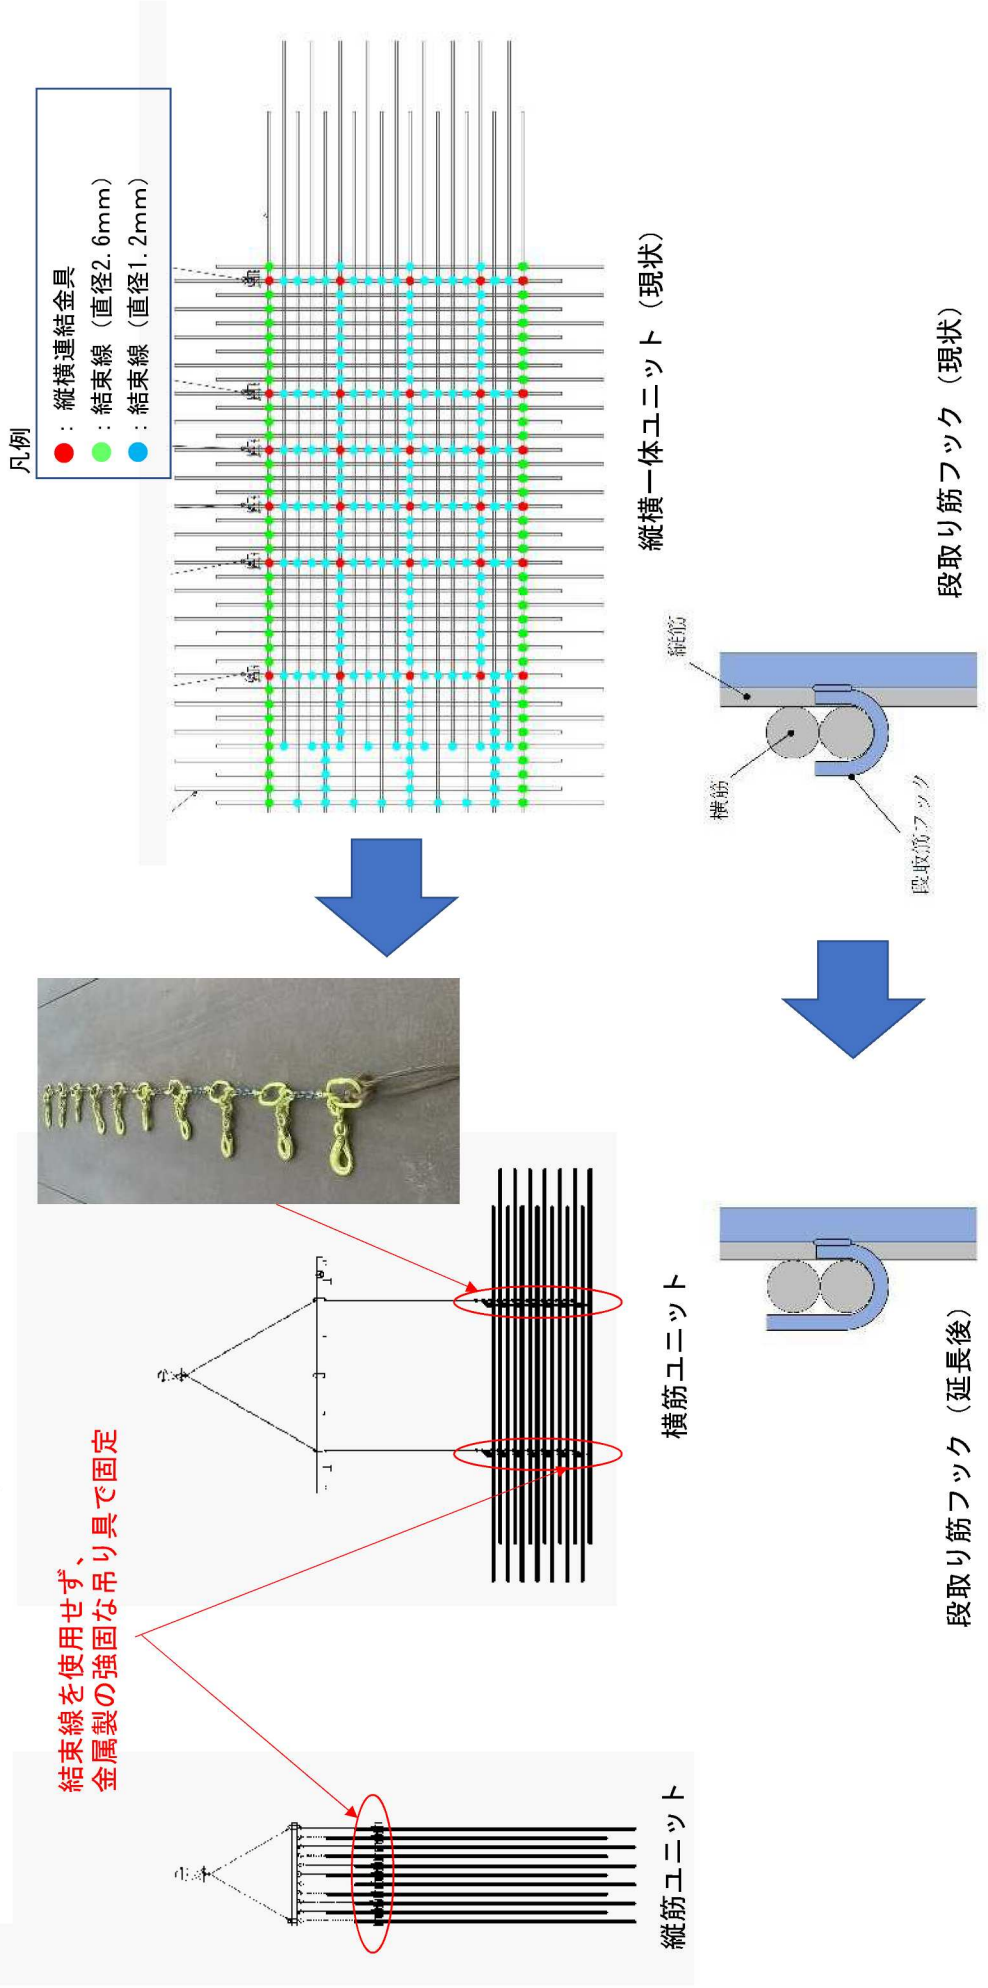 凡例
：縦横連結金具
：結束線（直径2.6mm）
：結束線（直径1.2mm）
縦横一体ユニット（現状）
結束線を使用せず、
金属製の強固な吊り具で固定
縦筋ユニット
横筋ユニット
縦筋
横筋
段取筋フック
段取り筋フック（現状）
段取り筋フック（延長後）